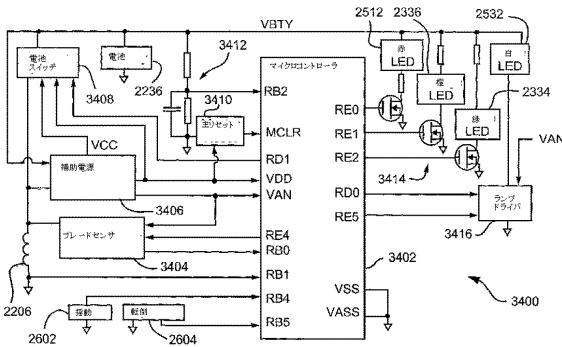 VBTY
2512
2336
2532
赤
LED
橙
LED
白
LED
緑
LED
2334
電池
スイッチ
3408
電池
2236
3412
3410
主リセット
マイクロコントローラ
RB2
MCLR
RD1
VDD
VAN
RE4
RB0
RB1
RB4
RB5
RE0
RE1
RE2
RD0
RE5
VSS
VASS
3414
VAN
ランプ
ドライバ
3416
VCC
補助電源
3406
ブレードセンサ
3404
2206
2602
2604
転倒
3402
3400